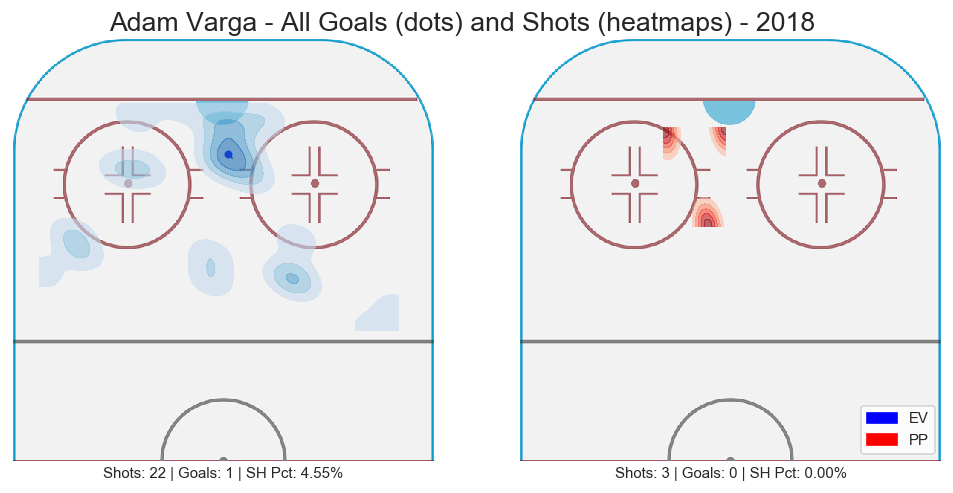 Adam Varga - All Goals (dots) and Shots (heatmaps) - 2018
EV
PP
Shots: 22 | Goals: 1 | SH Pct: 4.55%
Shots: 3 | Goals: 0 | SH Pct: 0.00%